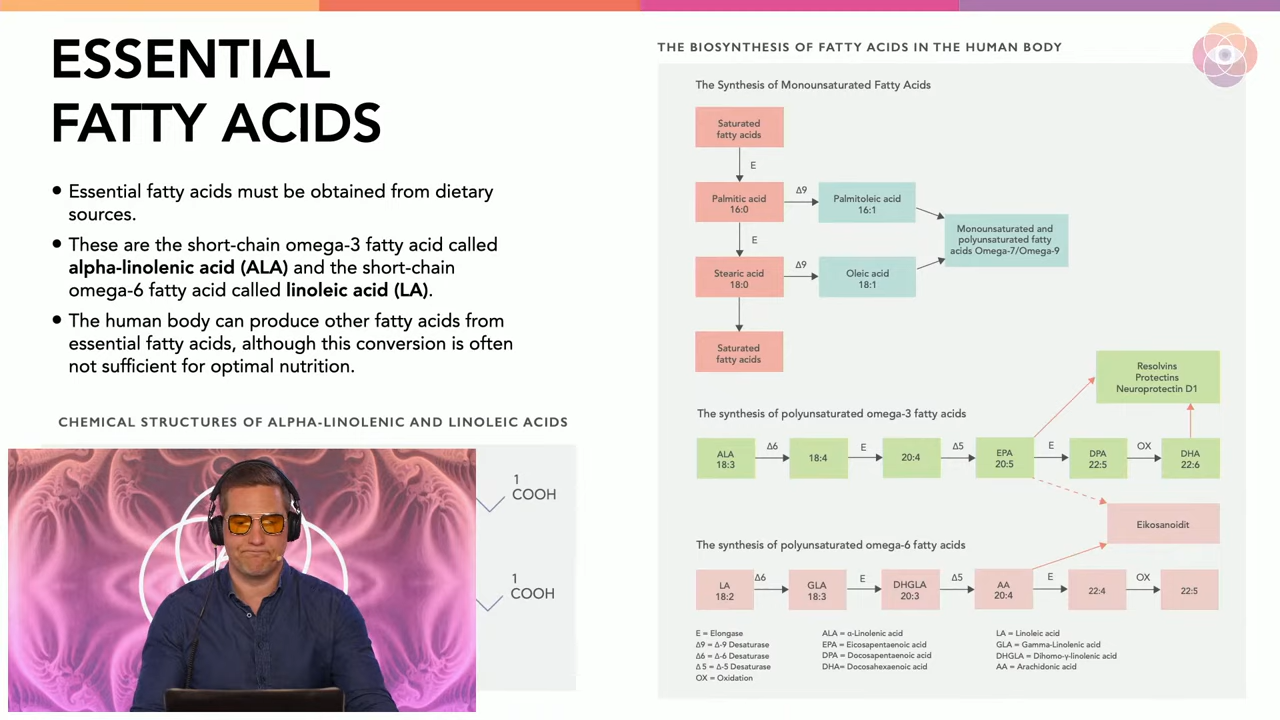 ESSENTIAL
FATTY ACIDS
• Essential fatty acids must be obtained from dietary
sources.
• These are the short-chain omega-3 fatty acid called
alpha-linolenic acid (ALA) and the short-chain
omega-6 fatty acid called linoleic acid (LA).
• The human body can produce other fatty acids from
essential fatty acids, although this conversion is often
not sufficient for optimal nutrition.
CHEMICAL STRUCTURES OF ALPHA-LINOLENIC AND LINOLEIC ACIDS
1
COOH
1
COOH
THE BIOSYNTHESIS OF FATTY ACIDS IN THE HUMAN BODY
The Synthesis of Monounsaturated Fatty Acids
Saturated
fatty acids
E
Palmitic acid
16:0
Δ9
Palmitoleic acid
16:1
Monounsaturated and
polyunsaturated fatty
acids Omega-7/Omega-9
E
Stearic acid
18:0
Δ9
Oleic acid
18:1
Saturated
fatty acids
Resolvins
Protectins
Neuroprotectin D1
The synthesis of polyunsaturated omega-3 fatty acids
ALA
18:3
Δ6
18:4
E
20:4
Δ5
EPA
20:5
E
DPA
22:5
OX
DHA
22:6
Eikosanoidit
The synthesis of polyunsaturated omega-6 fatty acids
LA
18:2
Δ6
GLA
18:3
E
DHGLA
20:3
Δ5
AA
20:4
E
22:4
OX
22:5
E = Elongase
Δ9 = Δ-9 Desaturase
Δ6 = Δ-6 Desaturase
Δ 5 = Δ-5 Desaturase
OX = Oxidation
ALA = α-Linolenic acid
EPA = Eicosapentaenoic acid
DPA = Docosapentaenoic acid
DHA= Docosahexaenoic acid
LA = Linoleic acid
GLA = Gamma-Linolenic acid
DHGLA = Dihomo-γ-linolenic acid
AA = Arachidonic acid